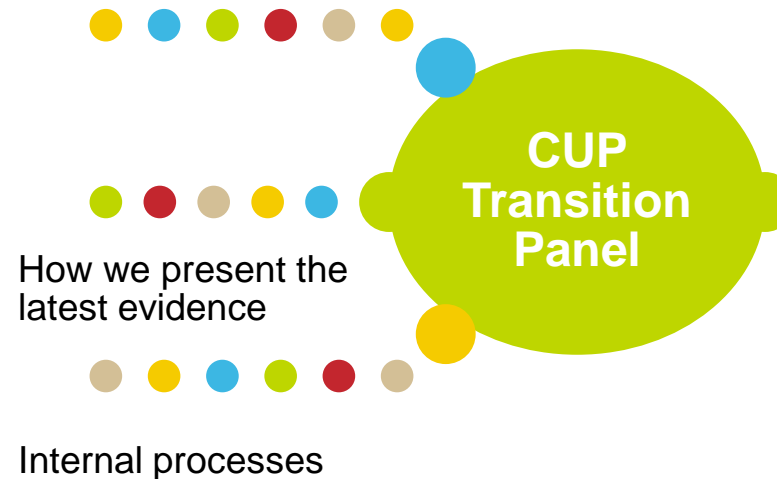 CUP
Transition
Panel
How we present the
latest evidence
Internal processes